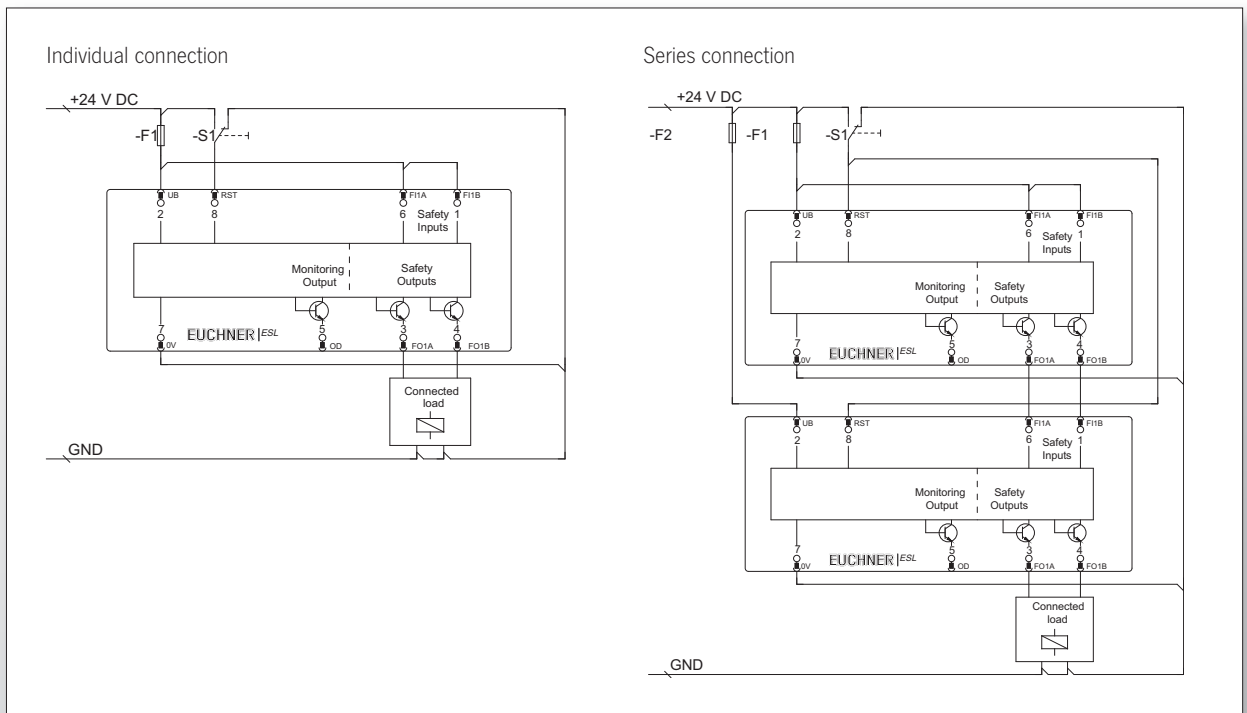 Individual connection
+24 V DC
-F1
-S1
UB
RST
FI1A
FI1B
2
8
6
Safety
Inputs
1
Monitoring
Output
Safety
Outputs
7
5
3
4
0V
EUCHNER ESL
OD
FO1A
FO1B
Connected
load
GND
Series connection
+24 V DC
-F2
-F1
-S1
UB
RST
FI1A
FI1B
2
8
6
Safety
Inputs
1
Monitoring
Output
Safety
Outputs
7
5
3
4
0V
EUCHNER ESL
OD
FO1A
FO1B
UB
RST
FI1A
FI1B
2
8
6
Safety
Inputs
1
Monitoring
Output
Safety
Outputs
7
5
3
4
0V
EUCHNER ESL
OD
FO1A
FO1B
Connected
load
GND